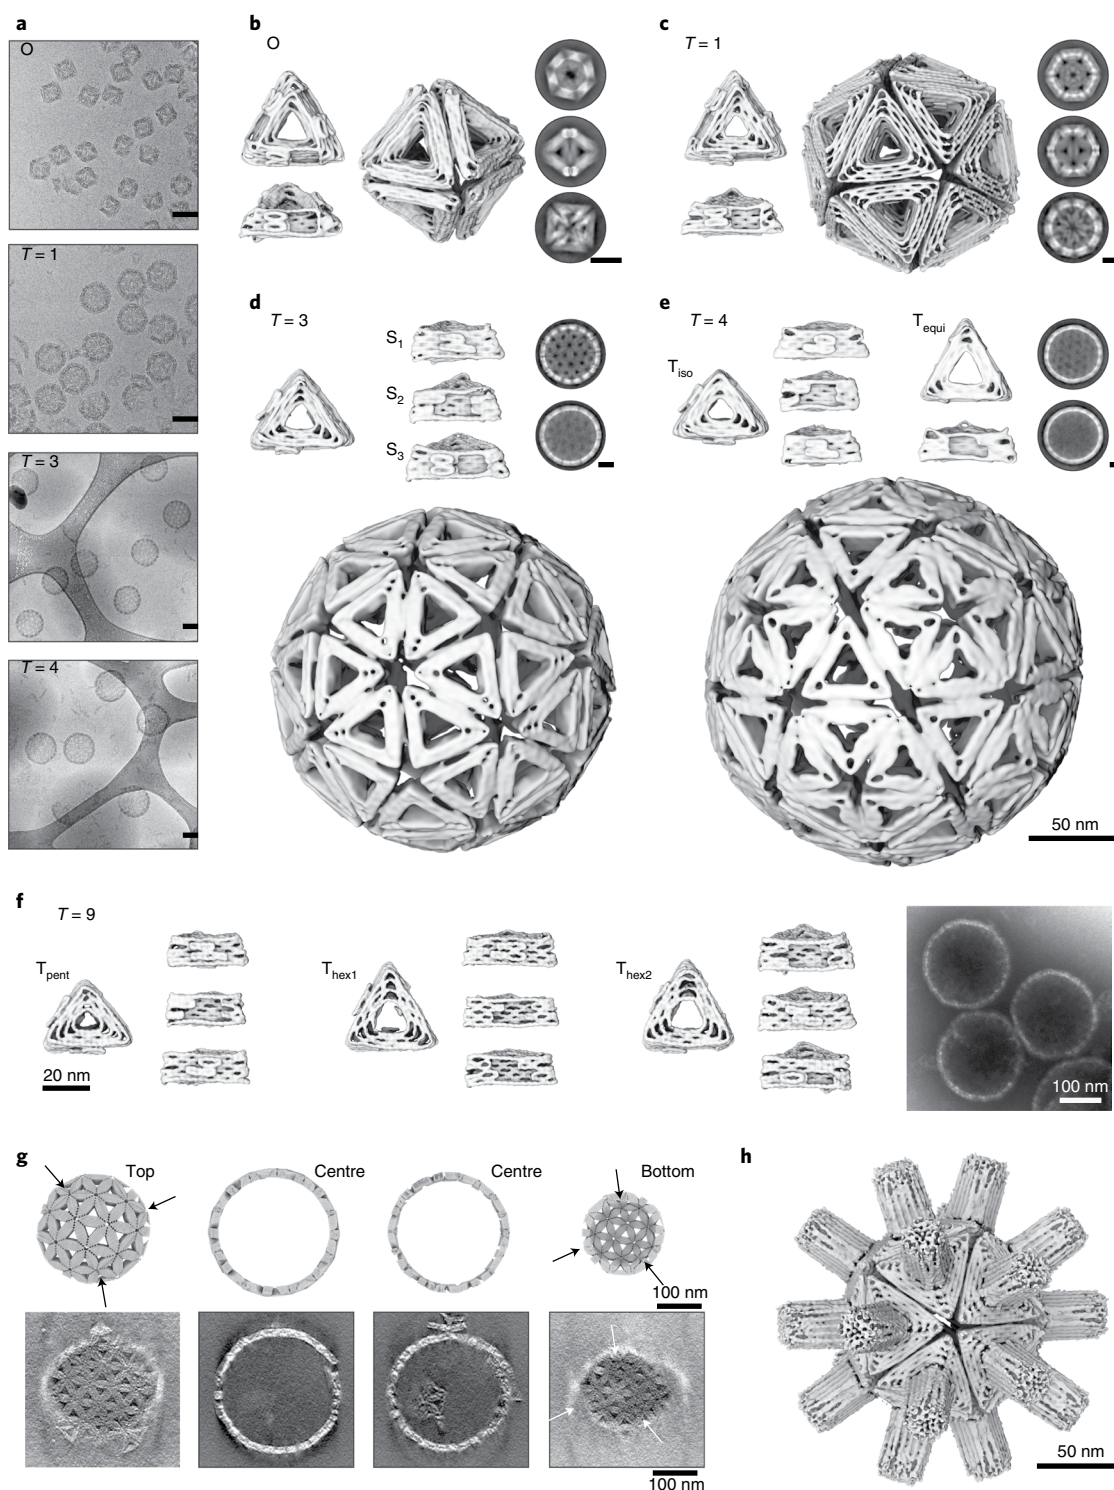 a
O
T = 1
T = 3
T = 4
b
O
c
T = 1
d
T = 3
S1
S2
S3
e
T = 4
Tiso
Tequi
50 nm
f
T = 9
Tpent
20 nm
Thex1
Thex2
100 nm
g
Top
Centre
Centre
Bottom
100 nm
100 nm
h
50 nm